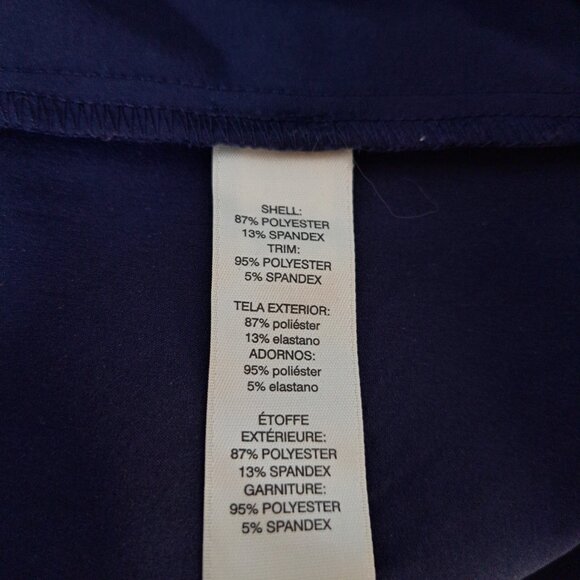 SHELL:
87% POLYESTER
13% SPANDEX
TRIM:
95% POLYESTER
5% SPANDEX
TELA EXTERIOR:
87% poliéster
13% elastano
ADORNOS:
95% poliéster
5% elastano
ÉTOFFE
EXTÉRIEURE:
87% POLYESTER
13% SPANDEX
GARNITURE:
95% POLYESTER
5% SPANDEX